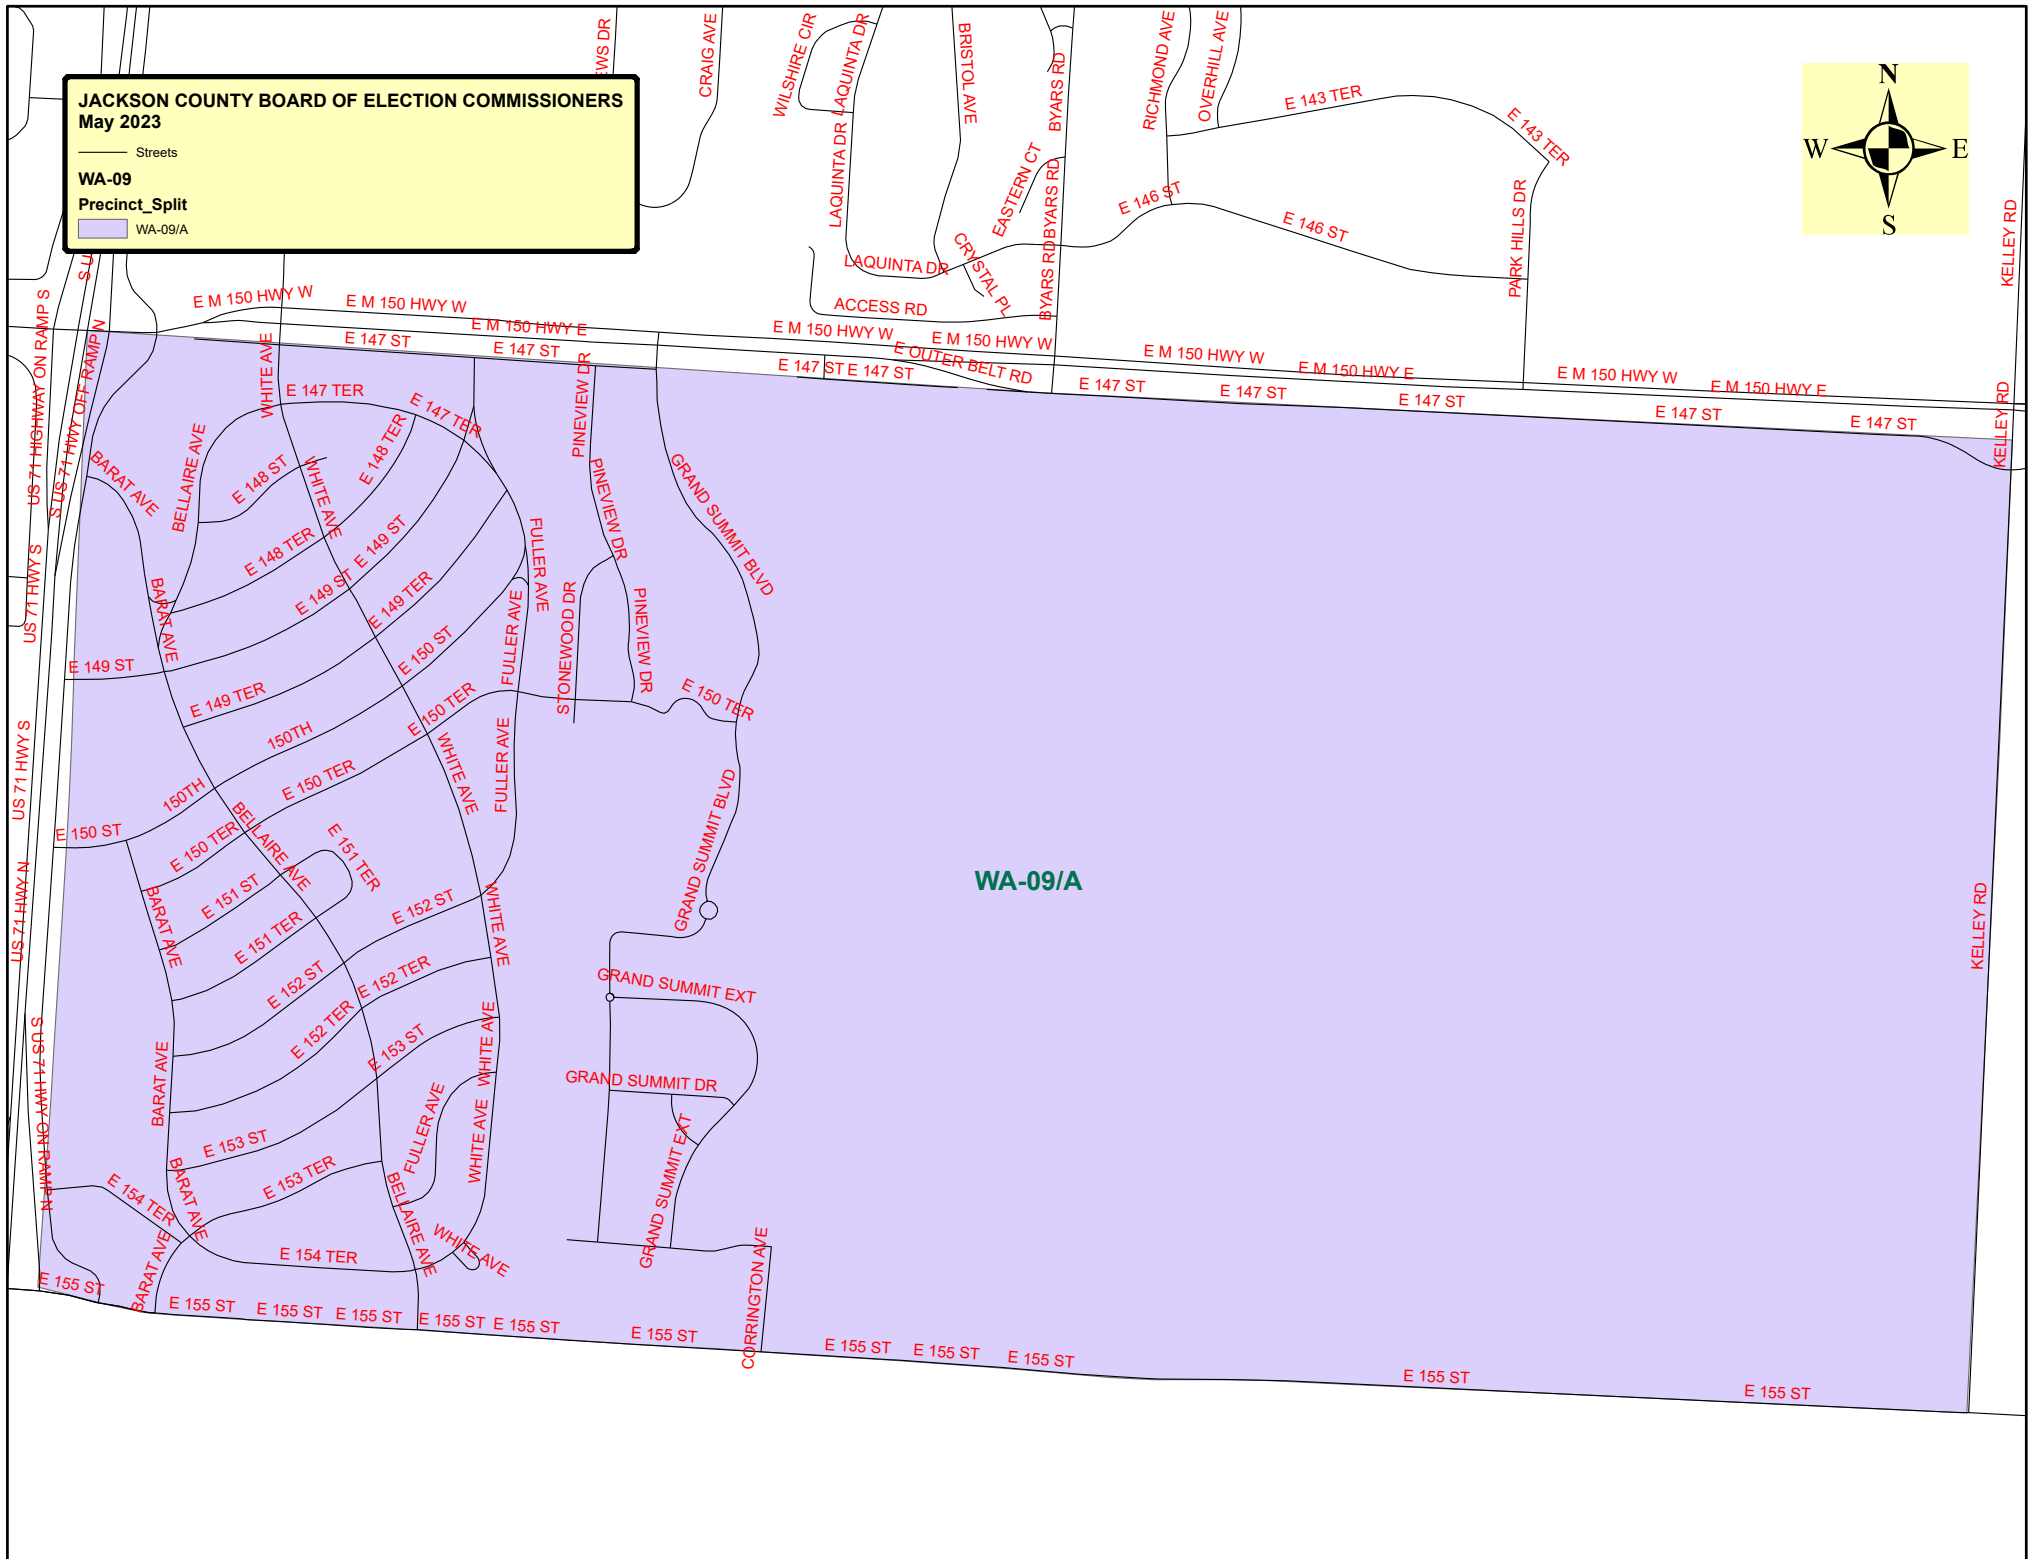 EWS DR
CRAIG AVE
WILSHIRE CIR
LAQUINTA DR
LAQUINTA DR
BRISTOL AVE
BYARS RD
RICHMOND AVE
OVERHILL AVE
E 143 TER
E 143 TER
N
W
E
S
JACKSON COUNTY BOARD OF ELECTION COMMISSIONERS
May 2023
Streets
WA-09
Precinct_Split
WA-09/A
EASTERN CT
BYARS RD
BYARS RD
E 146 ST
E 146 ST
PARK HILLS DR
KELLEY RD
LAQUINTA DR
CRYSTAL PL
ACCESS RD
S U
US 71 HIGHWAY ON RAMP S
S US 71 HWY OFF RAMP N
E M 150 HWY W
E M 150 HWY W
E M 150 HWY E
E M 150 HWY W
E M 150 HWY W
E M 150 HWY W
E M 150 HWY E
E M 150 HWY W
E M 150 HWY E
E 147 ST
E 147 ST
E 147 ST
E 147 ST
E OUTER BELT RD
E 147 ST
E 147 ST
E 147 ST
E 147 ST
E 147 ST
KELLEY RD
WHITE AVE
E 147 TER
E 147 TER
PINEVIEW DR
BARAT AVE
BELLAIRE AVE
E 148 ST
WHITE AVE
E 148 TER
PINEVIEW DR
GRAND SUMMIT BLVD
E 148 TER
E 149 ST
FULLER AVE
US 71 HWY S
BARAT AVE
E 149 ST
E 149 TER
FULLER AVE
STONEWOOD DR
PINEVIEW DR
E 149 ST
E 150 ST
E 149 TER
E 150 TER
E 150 TER
US 71 HWY S
150TH
WHITE AVE
FULLER AVE
150TH
E 150 TER
GRAND SUMMIT BLVD
E 150 ST
E 150 TER
BELLAIRE AVE
E 151 TER
US 71 HWY N
BARAT AVE
E 151 ST
E 152 ST
WHITE AVE
WA-09/A
KELLEY RD
E 151 TER
E 152 ST
E 152 TER
GRAND SUMMIT EXT
S US 71 HWY ON RAMP N
E 152 TER
E 153 ST
WHITE AVE
BARAT AVE
FULLER AVE
GRAND SUMMIT DR
E 153 ST
WHITE AVE
E 153 TER
GRAND SUMMIT EXT
E 154 TER
BARAT AVE
BELLAIRE AVE
WHITE AVE
E 154 TER
BARAT AVE
CORRINGTON AVE
E 155 ST
E 155 ST
E 155 ST
E 155 ST
E 155 ST
E 155 ST
E 155 ST
E 155 ST
E 155 ST
E 155 ST
E 155 ST
E 155 ST